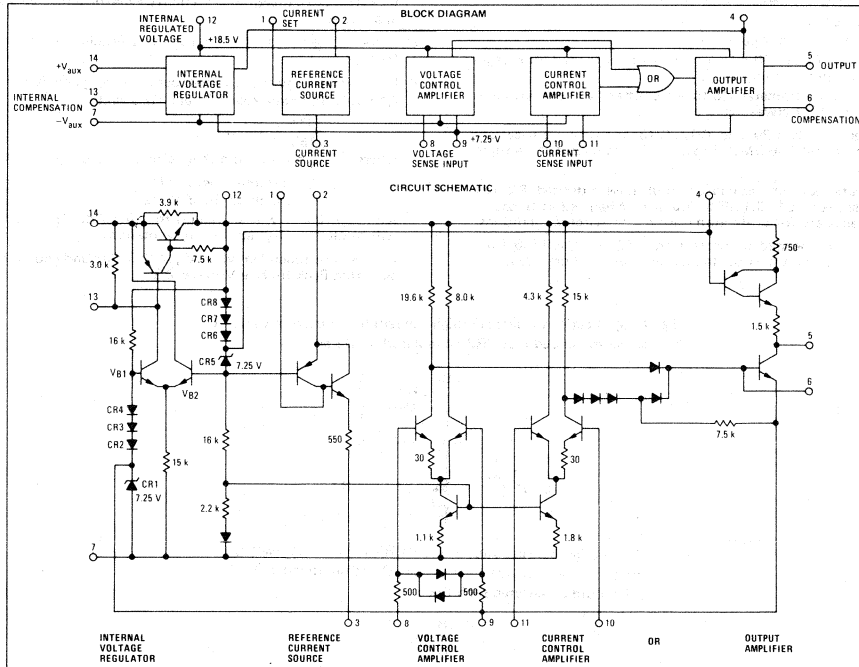 BLOCK DIAGRAM
INTERNAL
REGULATED
VOLTAGE
12
1
CURRENT
SET
2
4
+18.5 V
14
+Vaux
INTERNAL
VOLTAGE
REGULATOR
REFERENCE
CURRENT
SOURCE
VOLTAGE
CONTROL
AMPLIFIER
CURRENT
CONTROL
AMPLIFIER
OR
OUTPUT
AMPLIFIER
5
OUTPUT
13
INTERNAL
COMPENSATION
6
COMPENSATION
7
-Vaux
3
CURRENT
SOURCE
8
9
+7.25 V
VOLTAGE
SENSE INPUT
10
11
CURRENT
SENSE INPUT
CIRCUIT SCHEMATIC
14
3.9 k
12
1
2
4
7.5 k
3.0 k
750
13
CR8
CR7
CR6
CR5
7.25 V
19.6 k
8.0 k
4.3 k
15 k
1.5 k
5
16 k
VB1
VB2
6
CR4
CR3
CR2
16 k
550
30
30
7.5 k
15 k
CR1
7.25 V
2.2 k
1.1 k
1.8 k
7
500
500
3
8
9
11
10
INTERNAL
VOLTAGE
REGULATOR
REFERENCE
CURRENT
SOURCE
VOLTAGE
CONTROL
AMPLIFIER
CURRENT
CONTROL
AMPLIFIER
OR
OUTPUT
AMPLIFIER